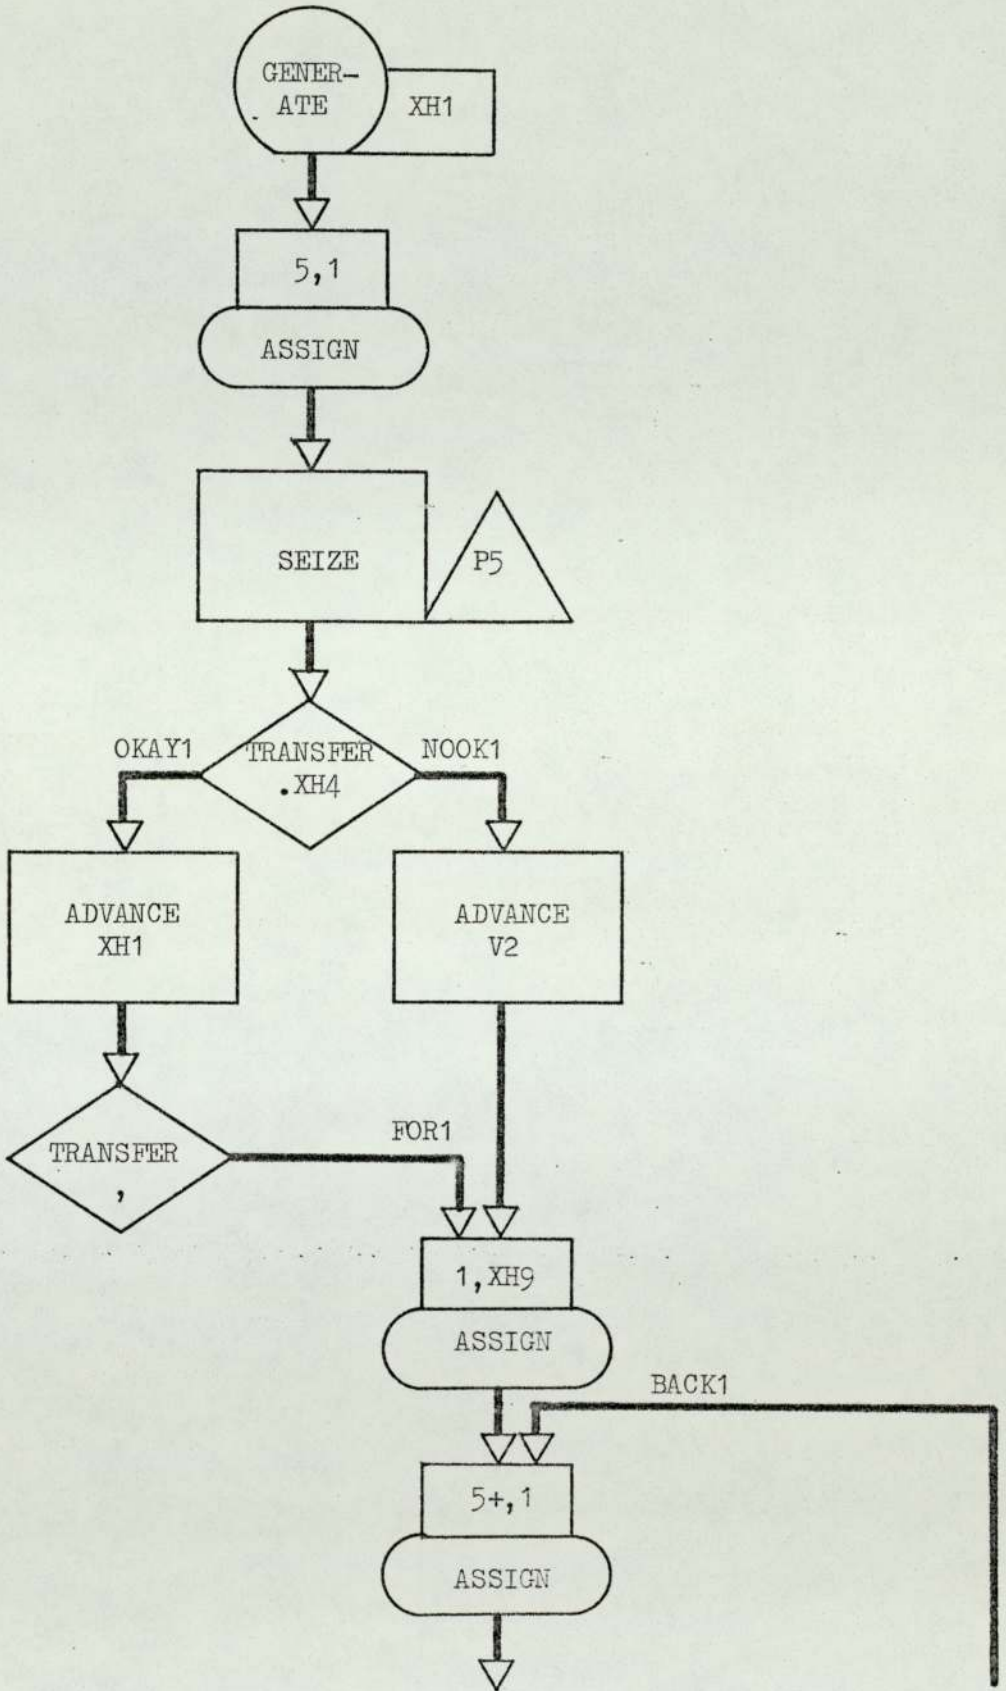 GENER-
ATE
XH1
5,1
ASSIGN
SEIZE
P5
OKAY1
TRANSFER
.XH4
NOOK1
ADVANCE
XH1
ADVANCE
V2
TRANSFER
,
FOR1
1,XH9
ASSIGN
BACK1
5+,1
ASSIGN